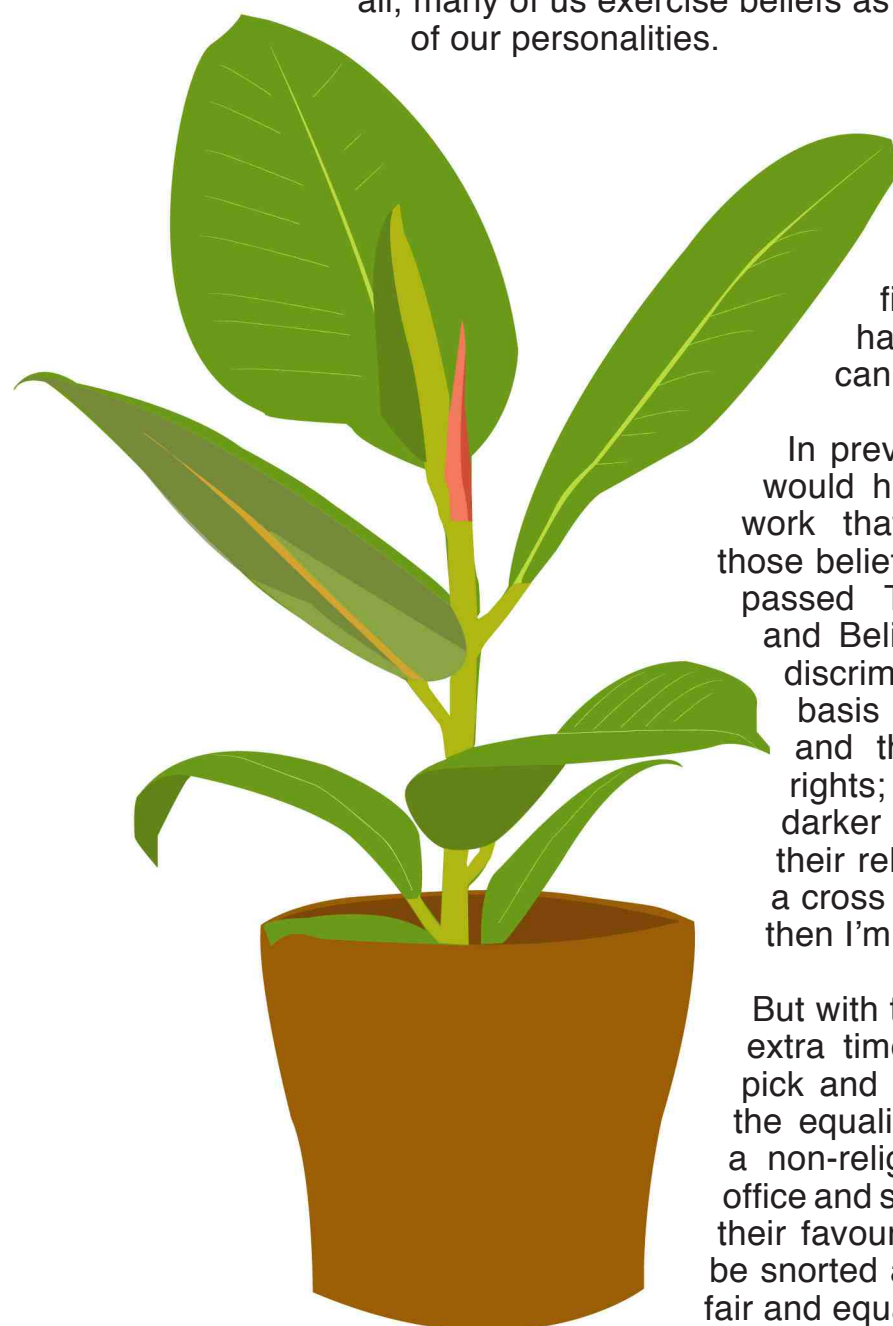 all, many of us exercise beliefs as
of our personalities.
fi
ha
can
In prev
would h
work that
those belief
passed T
and Beli
discrim
basis
and th
rights;
darker
their rel
a cross
then I'm
But with t
extra time
pick and
the equali
a non-relig
office and s
their favour
be snorted a
fair and equa